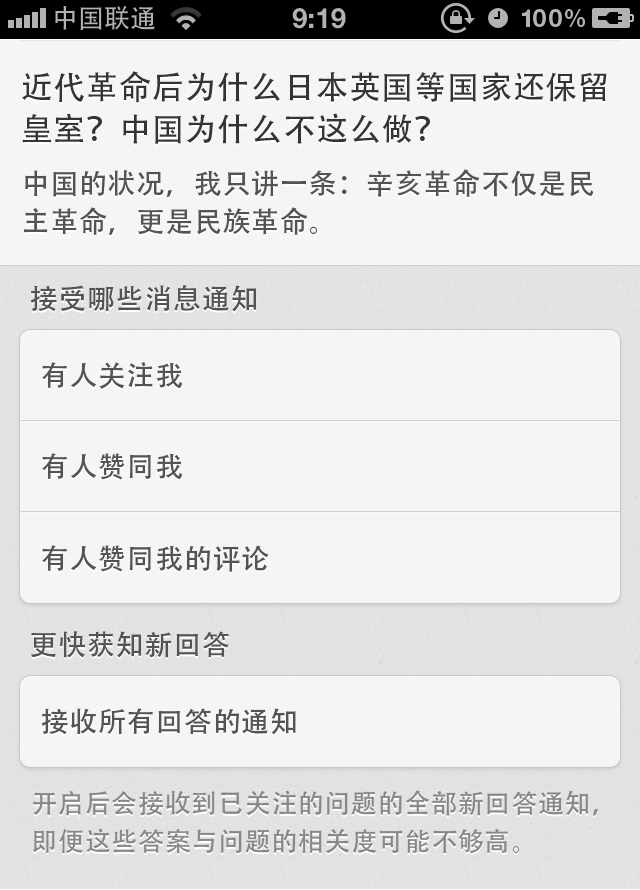 中国联通 9:19 100%
近代革命后为什么日本英国等国家还保留
皇室？中国为什么不这么做？
中国的状况，我只讲一条：辛亥革命不仅是民
主革命，更是民族革命。
接受哪些消息通知
有人关注我
有人赞同我
有人赞同我的评论
更快获知新回答
接收所有回答的通知
开启后会接收到已关注的问题的全部新回答通知，
即便这些答案与问题的相关度可能不够高。